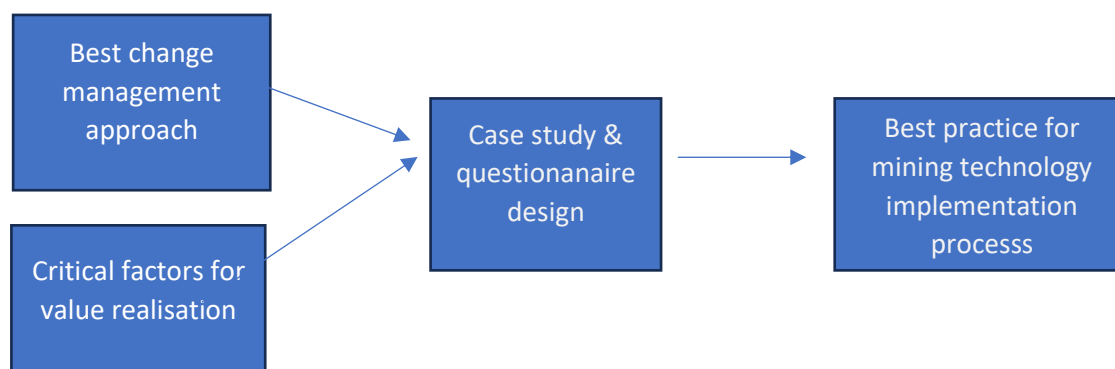 Best change
management
approach
Critical factors for
value realisation
Case study &
questionanaire
design
Best practice for
mining technology
implementation
processs